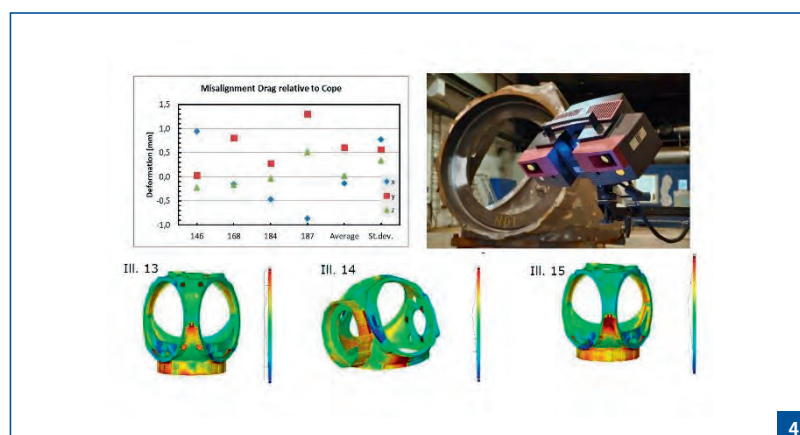 Misalignment Drag relative to Cope
Deformation [mm]
1,5
1,0
0,5
0,0
-0,5
-1,0
146 168 184 187 Average St.dev.
x
y
z
NDT
Ill. 13
Ill. 14
Ill. 15
4